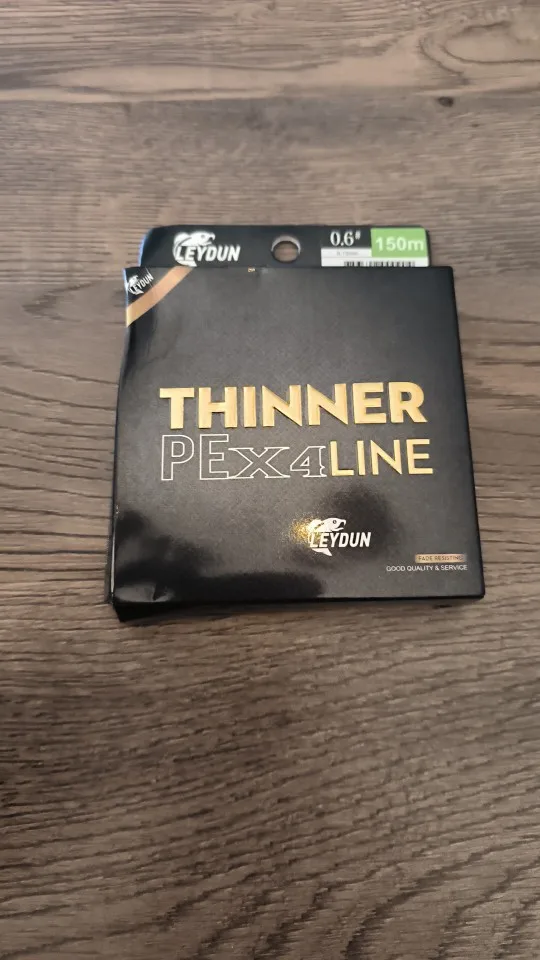 LEYDUN
0.6# 150m
LEYDUN
THINNER
PEX4LINE
LEYDUN
FADE RESISTING
GOOD QUALITY & SERVICE